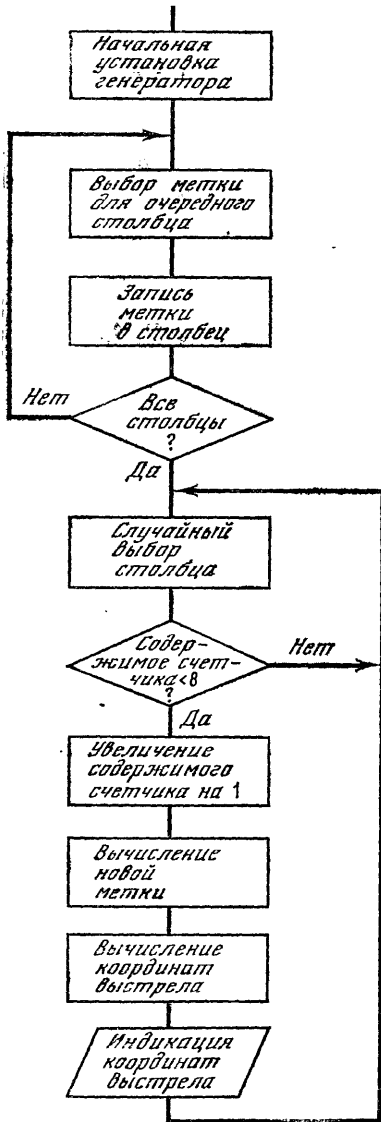 Начальная
установка
генератора
Выбор метки
для очередного
столбца
Запись
метки
в столбец
Нет
Все
столбцы
?
Да
Случайный
выбор
столбца
Содер-
жимое счет-
чика<8
?
Нет
Да
Увеличение
содержимого
счетчика на 1
Вычисление
новой
метки
Вычисление
координат
выстрела
Индикация
координат
выстрела